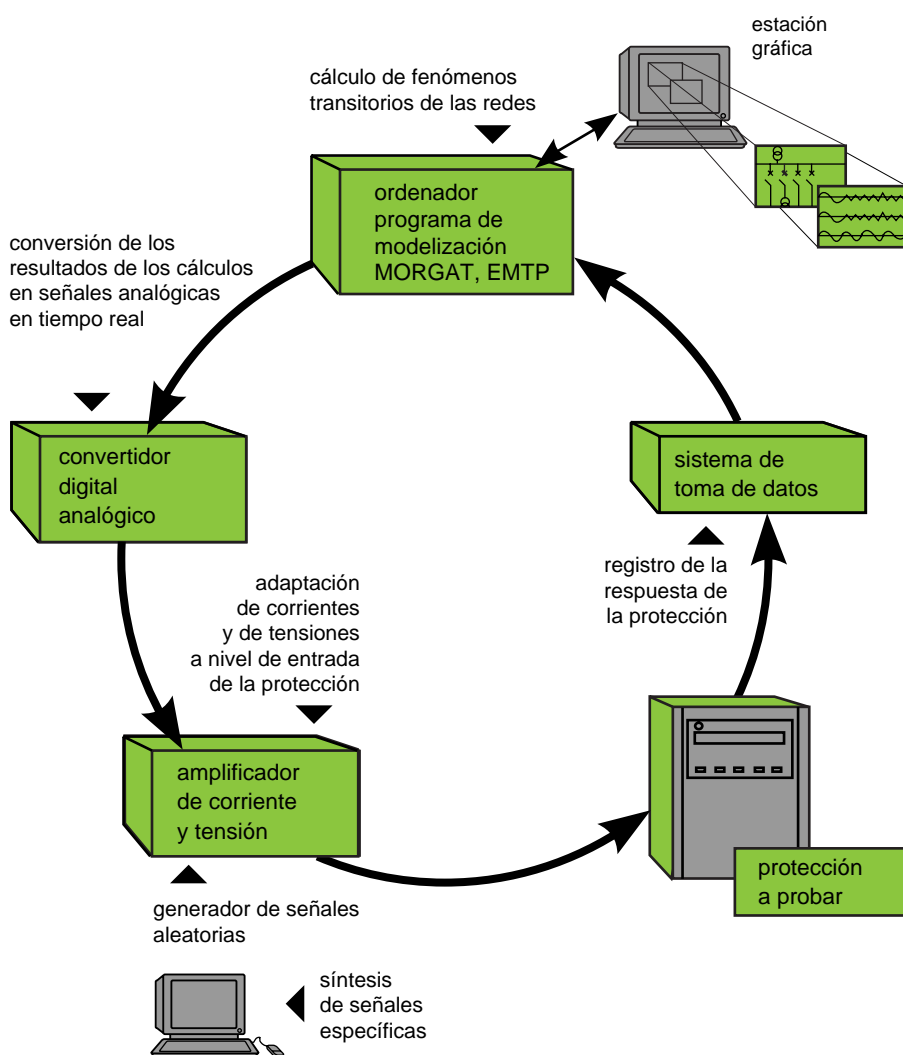 estación
gráfica
cálculo de fenómenos
transitorios de las redes
ordenador
programa de
modelización
MORGAT, EMTP
conversión de los
resultados de los cálculos
en señales analógicas
en tiempo real
convertidor
digital
analógico
sistema de
toma de datos
registro de la
respuesta de
la protección
adaptación
de corrientes
y de tensiones
a nivel de entrada
de la protección
amplificador
de corriente
y tensión
protección
a probar
generador de señales
aleatorias
síntesis
de señales
específicas